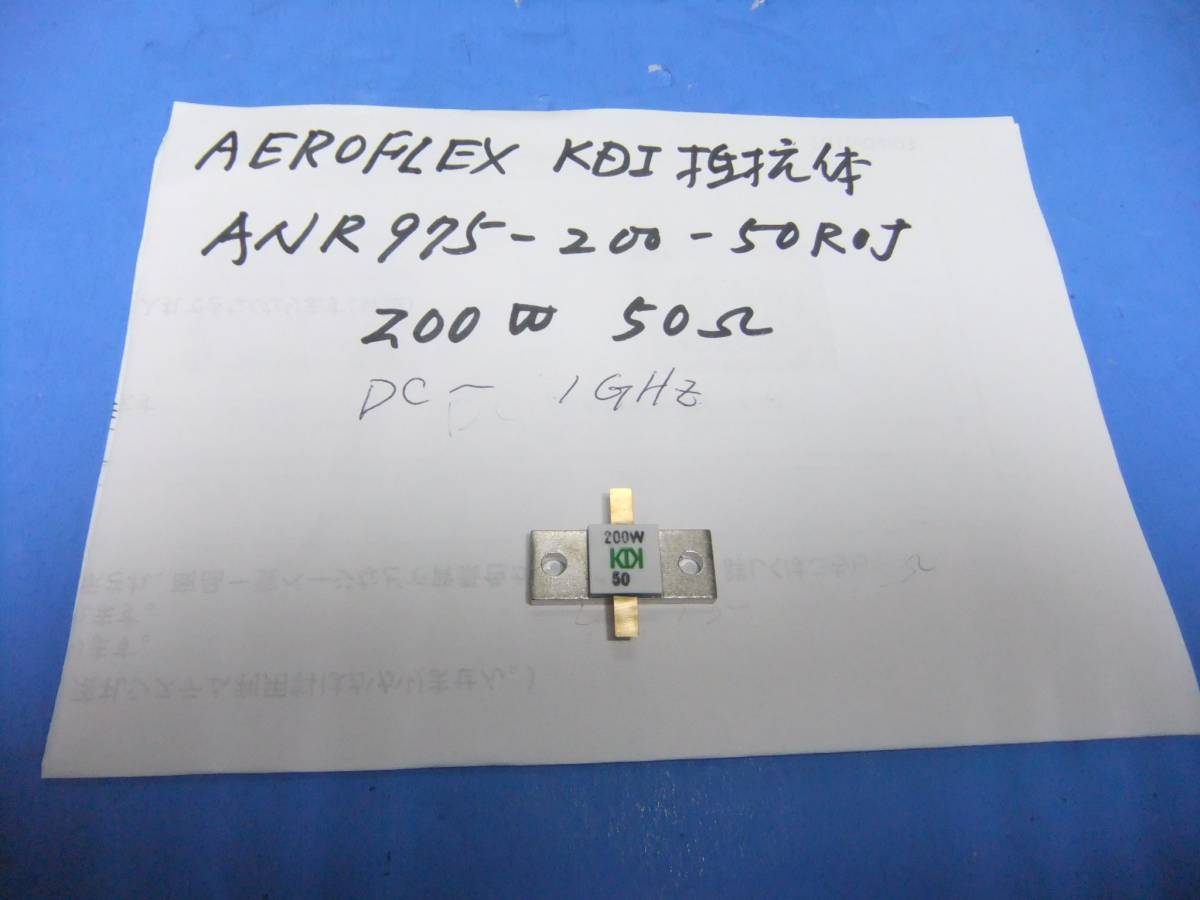 AEROFLEX KDI 抵抗体
ANR975-200-50R0J
200W 50Ω
DC～ 1GHz
200W
KDI
50